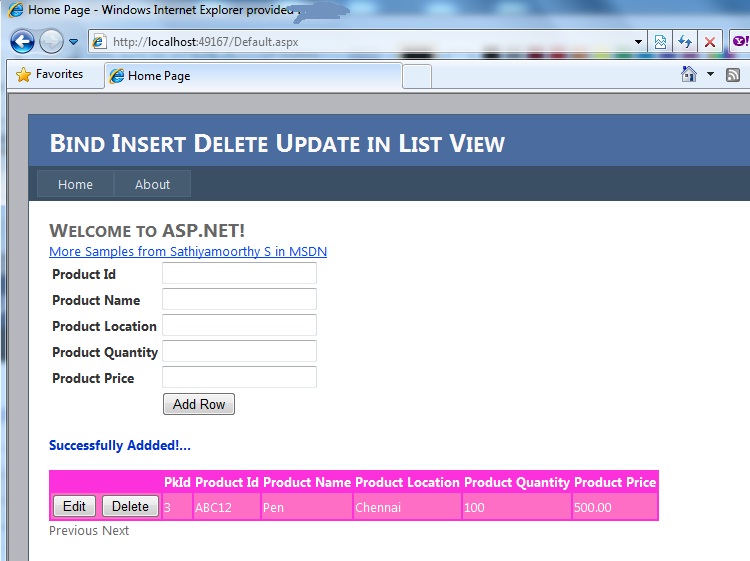 Home Page - Windows Internet Explorer provided
http://localhost:49167/Default.aspx
Favorites
Home Page
BIND INSERT DELETE UPDATE IN LIST VIEW
Home About
WELCOME TO ASP.NET!
More Samples from Sathiyamoorthy S in MSDN
Product Id
Product Name
Product Location
Product Quantity
Product Price
Add Row
Successfully Addded!...
PkId Product Id Product Name Product Location Product Quantity Product Price
Edit Delete 3 ABC12 Pen Chennai 100 500.00
Previous Next